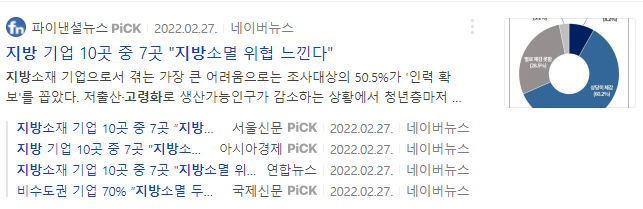 fn 파이낸셜뉴스 PiCK 2022.02.27. 네이버뉴스
지방 기업 10곳 중 7곳 "지방소멸 위협 느낀다"
지방소재 기업으로서 겪는 가장 큰 어려움으로는 조사대상의 50.5%가 '인력 확
보'를 꼽았다. 저출산·고령화로 생산가능인구가 감소하는 상황에서 청년층마저 ...
지방소재 기업 10곳 중 7곳 "지방... 서울신문 PiCK 2022.02.27. 네이버뉴스
지방 기업 10곳 중 7곳 "지방소... 아시아경제 PiCK 2022.02.27. 네이버뉴스
지방소재 기업 10곳 중 7곳 "지방소멸 위... 연합뉴스 2022.02.27. 네이버뉴스
비수도권 기업 70% "지방소멸 두... 국제신문 PiCK 2022.02.27. 네이버뉴스